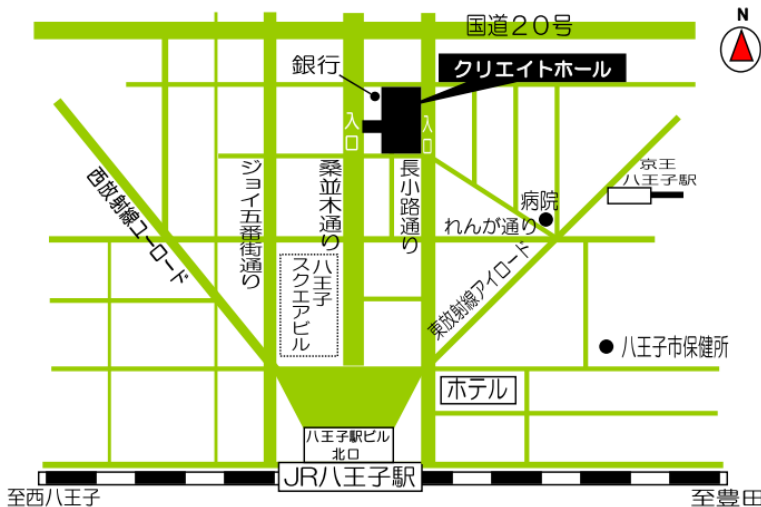 国道20号
N
銀行
クリエイトホール
入口
入口
京王
八王子駅
西放射線ユーロード
ジョイ五番街通り
桑並木通り
長小路通り
病院
れんが通り
八王子
スクエアビル
東放射線アイロード
八王子市保健所
ホテル
八王子駅ビル
北口
JR八王子駅
至西八王子
至豊田